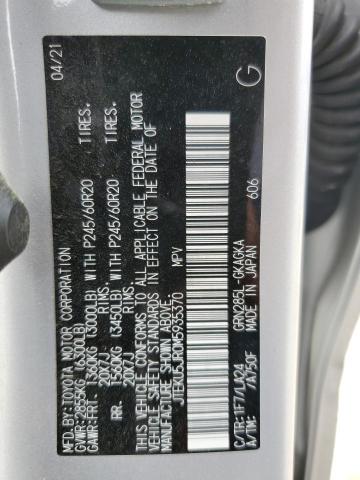 MFD.BY:TOYOTA MOTOR CORPORATION 04/21
GVWR:2855KG (6300LB)
GAWR:FRT. 1360KG (3000LB) WITH P245/60R20 TIRES.
20X7J RIMS.
RR. 1560KG (3450LB) WITH P245/60R20 TIRES.
20X7J RIMS.
THIS VEHICLE CONFORMS TO ALL APPLICABLE FEDERAL MOTOR
VEHICLE SAFETY STANDARDS IN EFFECT ON THE DATE OF
MANUFACTURE SHOWN ABOVE.
JTEKU5JR0M5935370 MPV
606 G
C/TR:1F7/LA24 GRN285L-GKAGKA
A/TM: /A750F MADE IN JAPAN